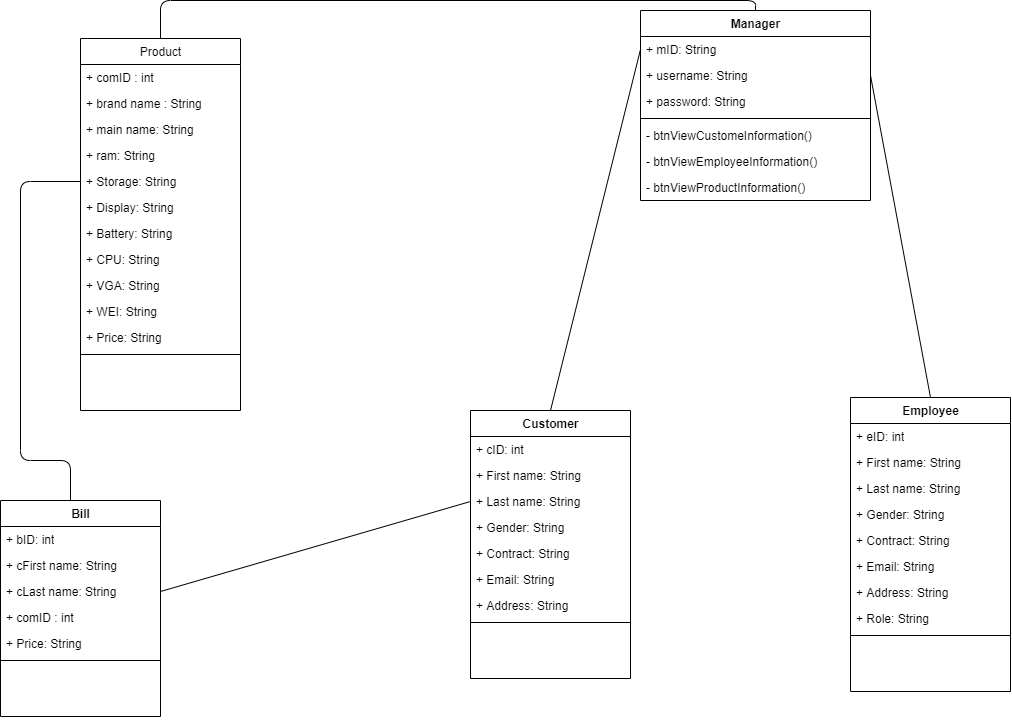 Product
+ comID : int
+ brand name : String
+ main name: String
+ ram: String
+ Storage: String
+ Display: String
+ Battery: String
+ CPU: String
+ VGA: String
+ WEI: String
+ Price: String
Manager
+ mID: String
+ username: String
+ password: String
- btnViewCustomeInformation()
- btnViewEmployeeInformation()
- btnViewProductInformation()
Bill
+ bID: int
+ cFirst name: String
+ cLast name: String
+ comID : int
+ Price: String
Customer
+ cID: int
+ First name: String
+ Last name: String
+ Gender: String
+ Contract: String
+ Email: String
+ Address: String
Employee
+ eID: int
+ First name: String
+ Last name: String
+ Gender: String
+ Contract: String
+ Email: String
+ Address: String
+ Role: String